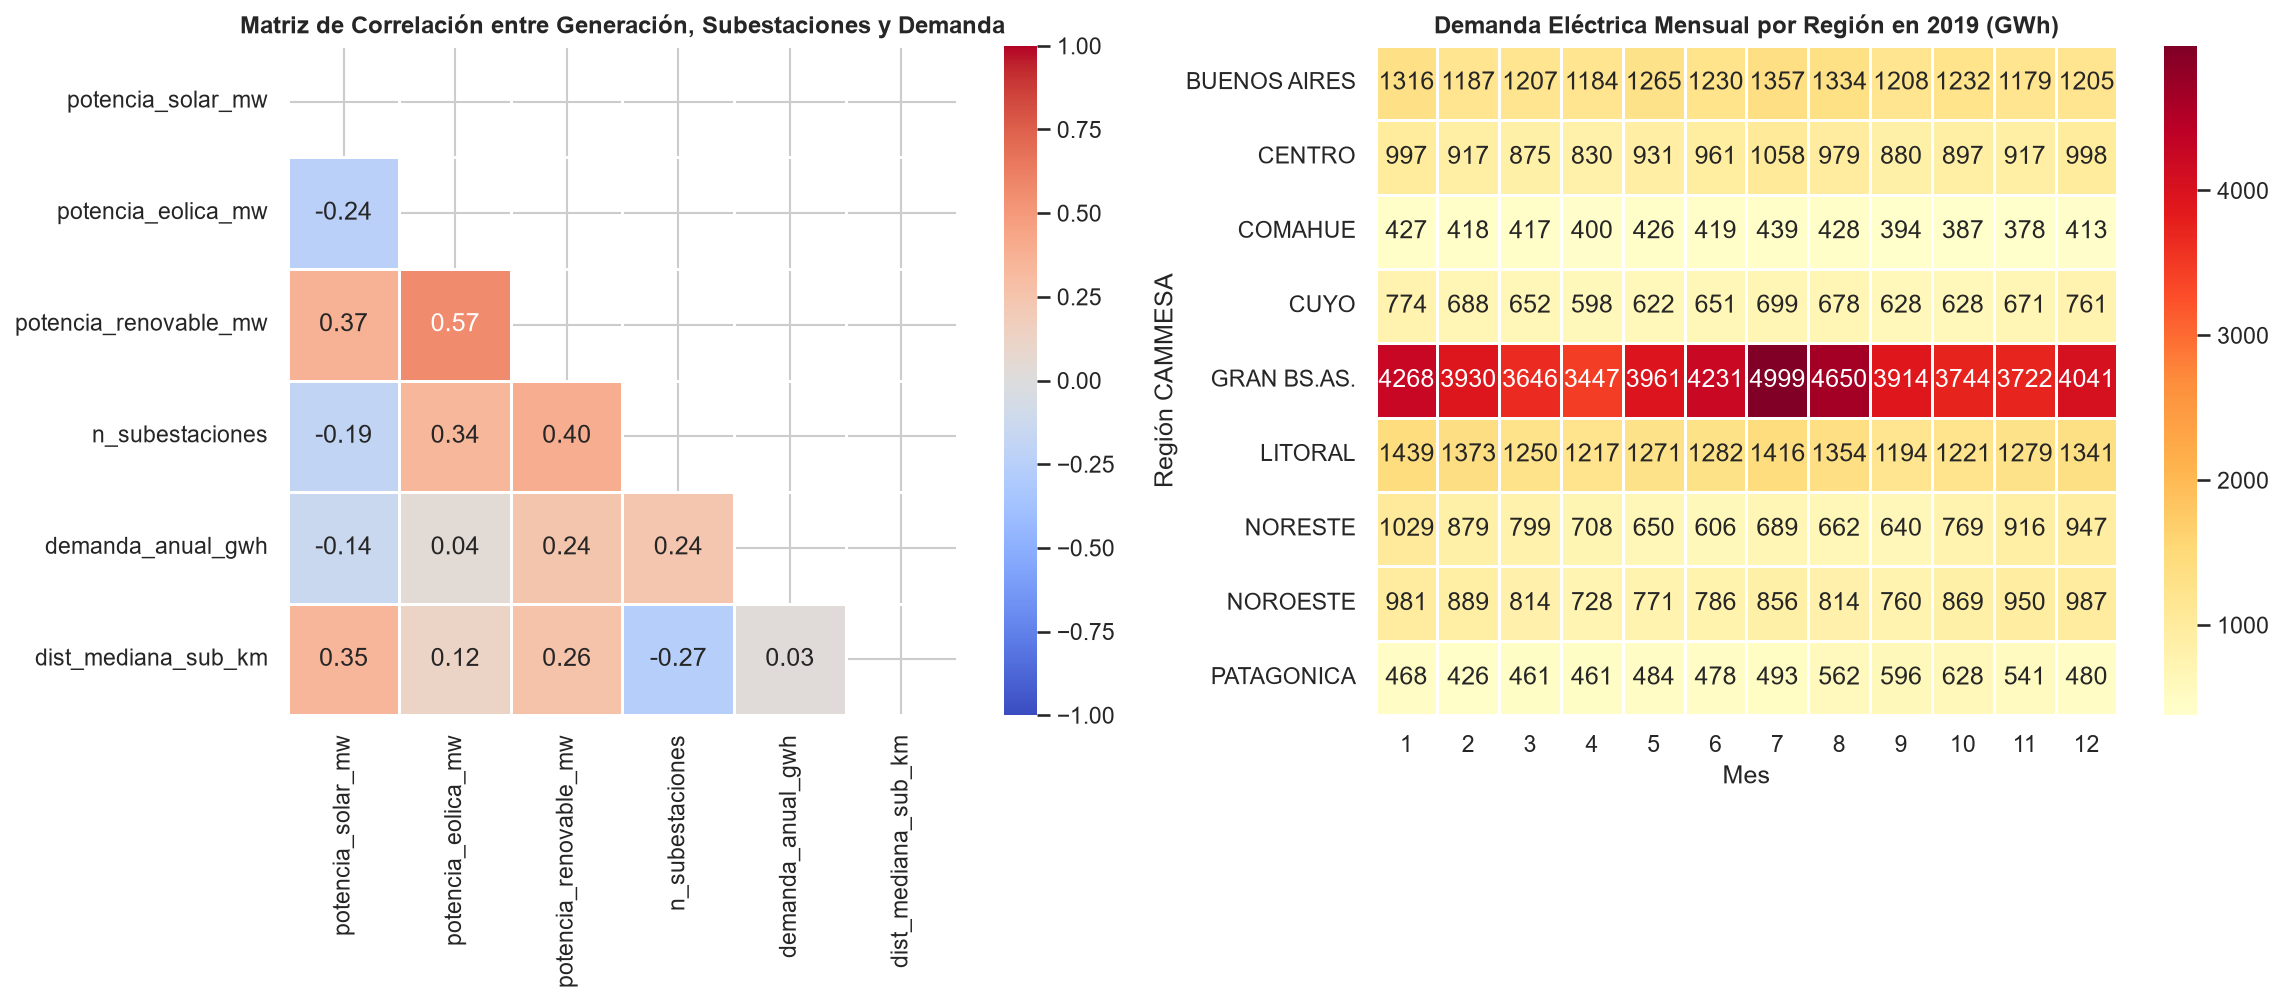 Matriz de Correlación entre Generación, Subestaciones y Demanda
potencia_solar_mw
potencia_eolica_mw -0.24
potencia_renovable_mw 0.37 0.57
n_subestaciones -0.19 0.34 0.40
demanda_anual_gwh -0.14 0.04 0.24 0.24
dist_mediana_sub_km 0.35 0.12 0.26 -0.27 0.03
potencia_solar_mw
potencia_eolica_mw
potencia_renovable_mw
n_subestaciones
demanda_anual_gwh
dist_mediana_sub_km
1.00
0.75
0.50
0.25
0.00
−0.25
−0.50
−0.75
−1.00
Demanda Eléctrica Mensual por Región en 2019 (GWh)
Región CAMMESA
BUENOS AIRES 1316 1187 1207 1184 1265 1230 1357 1334 1208 1232 1179 1205
CENTRO 997 917 875 830 931 961 1058 979 880 897 917 998
COMAHUE 427 418 417 400 426 419 439 428 394 387 378 413
CUYO 774 688 652 598 622 651 699 678 628 628 671 761
GRAN BS.AS. 4268 3930 3646 3447 3961 4231 4999 4650 3914 3744 3722 4041
LITORAL 1439 1373 1250 1217 1271 1282 1416 1354 1194 1221 1279 1341
NORESTE 1029 879 799 708 650 606 689 662 640 769 916 947
NOROESTE 981 889 814 728 771 786 856 814 760 869 950 987
PATAGONICA 468 426 461 461 484 478 493 562 596 628 541 480
1 2 3 4 5 6 7 8 9 10 11 12
Mes
4000
3000
2000
1000